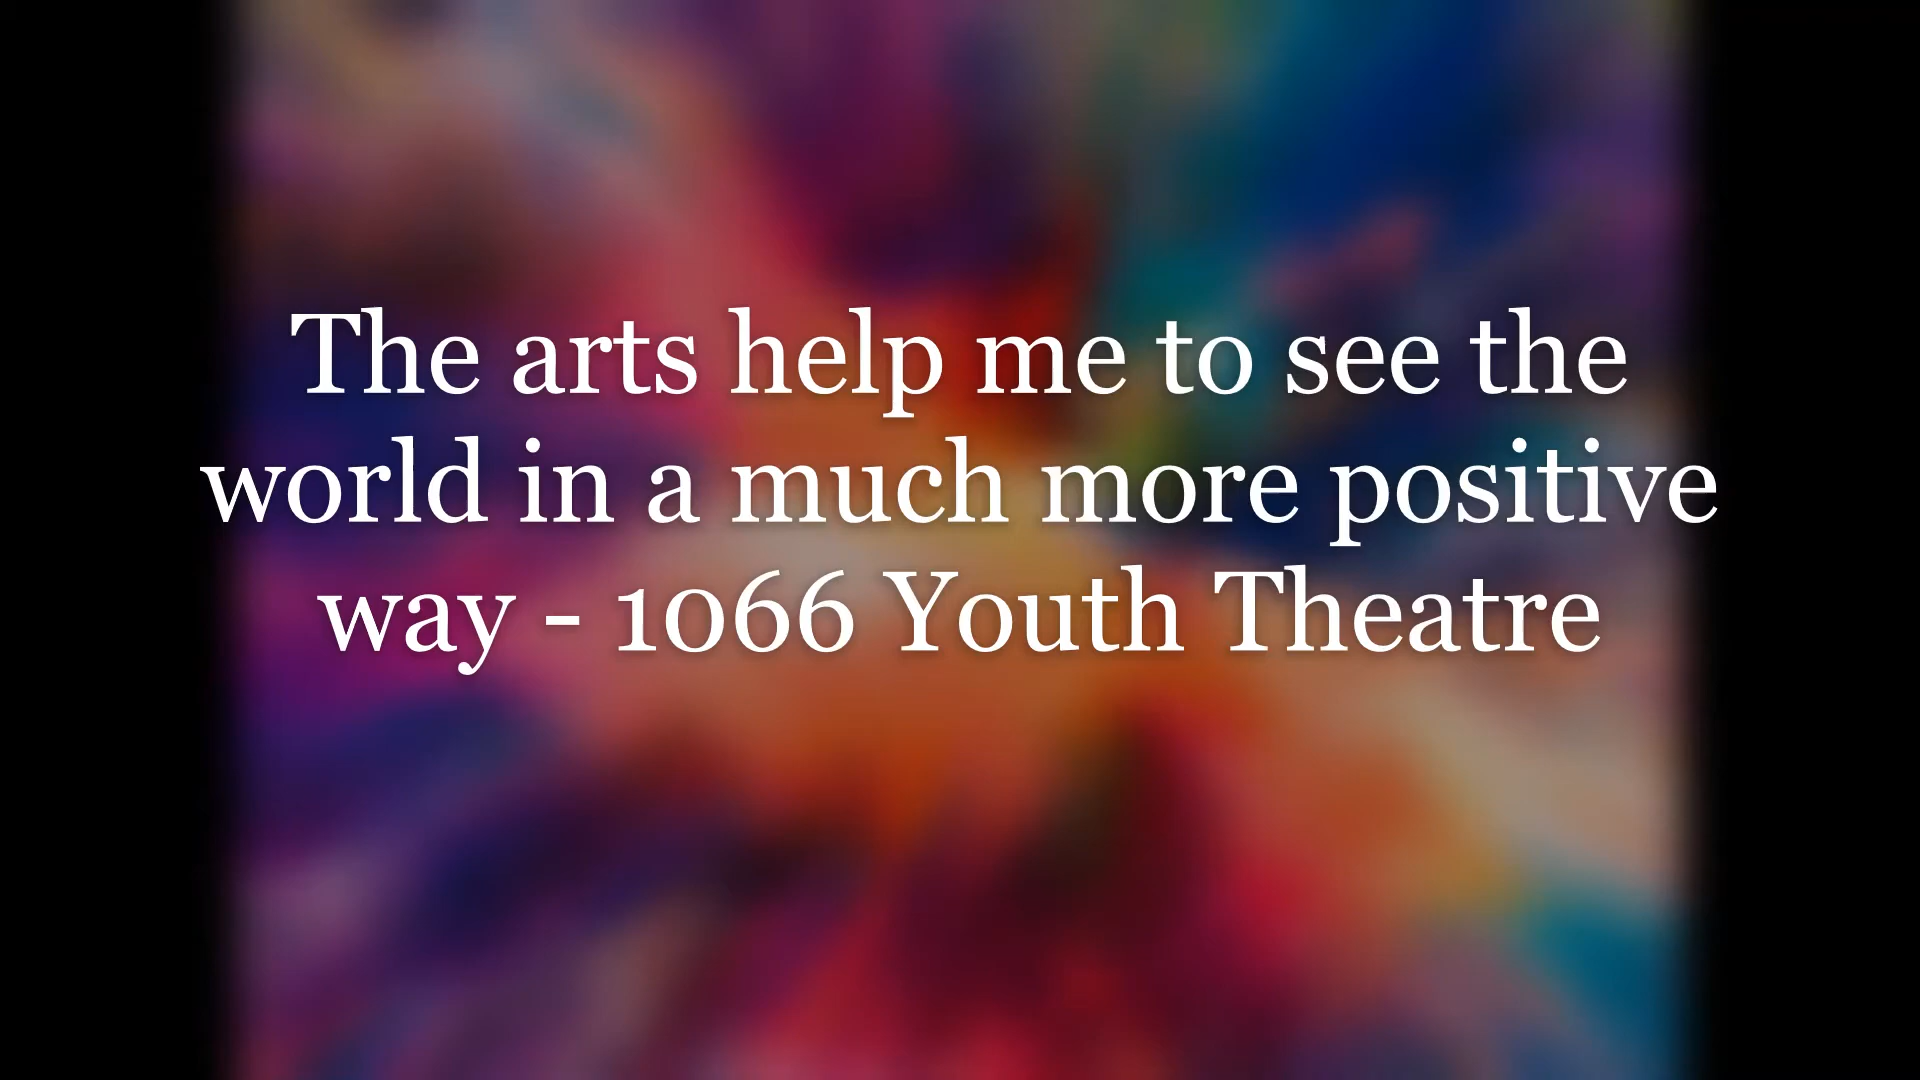 The arts help me to see the
world in a much more positive
way - 1066 Youth Theatre